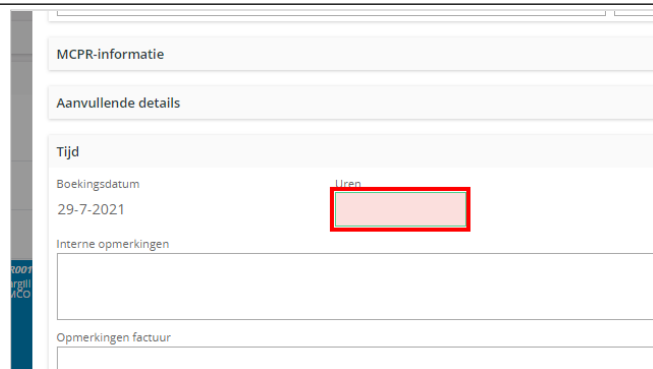 MCPR-informatie
Aanvullende details
Tijd
Boekingsdatum
Uren
29-7-2021
Interne opmerkingen
Opmerkingen factuur